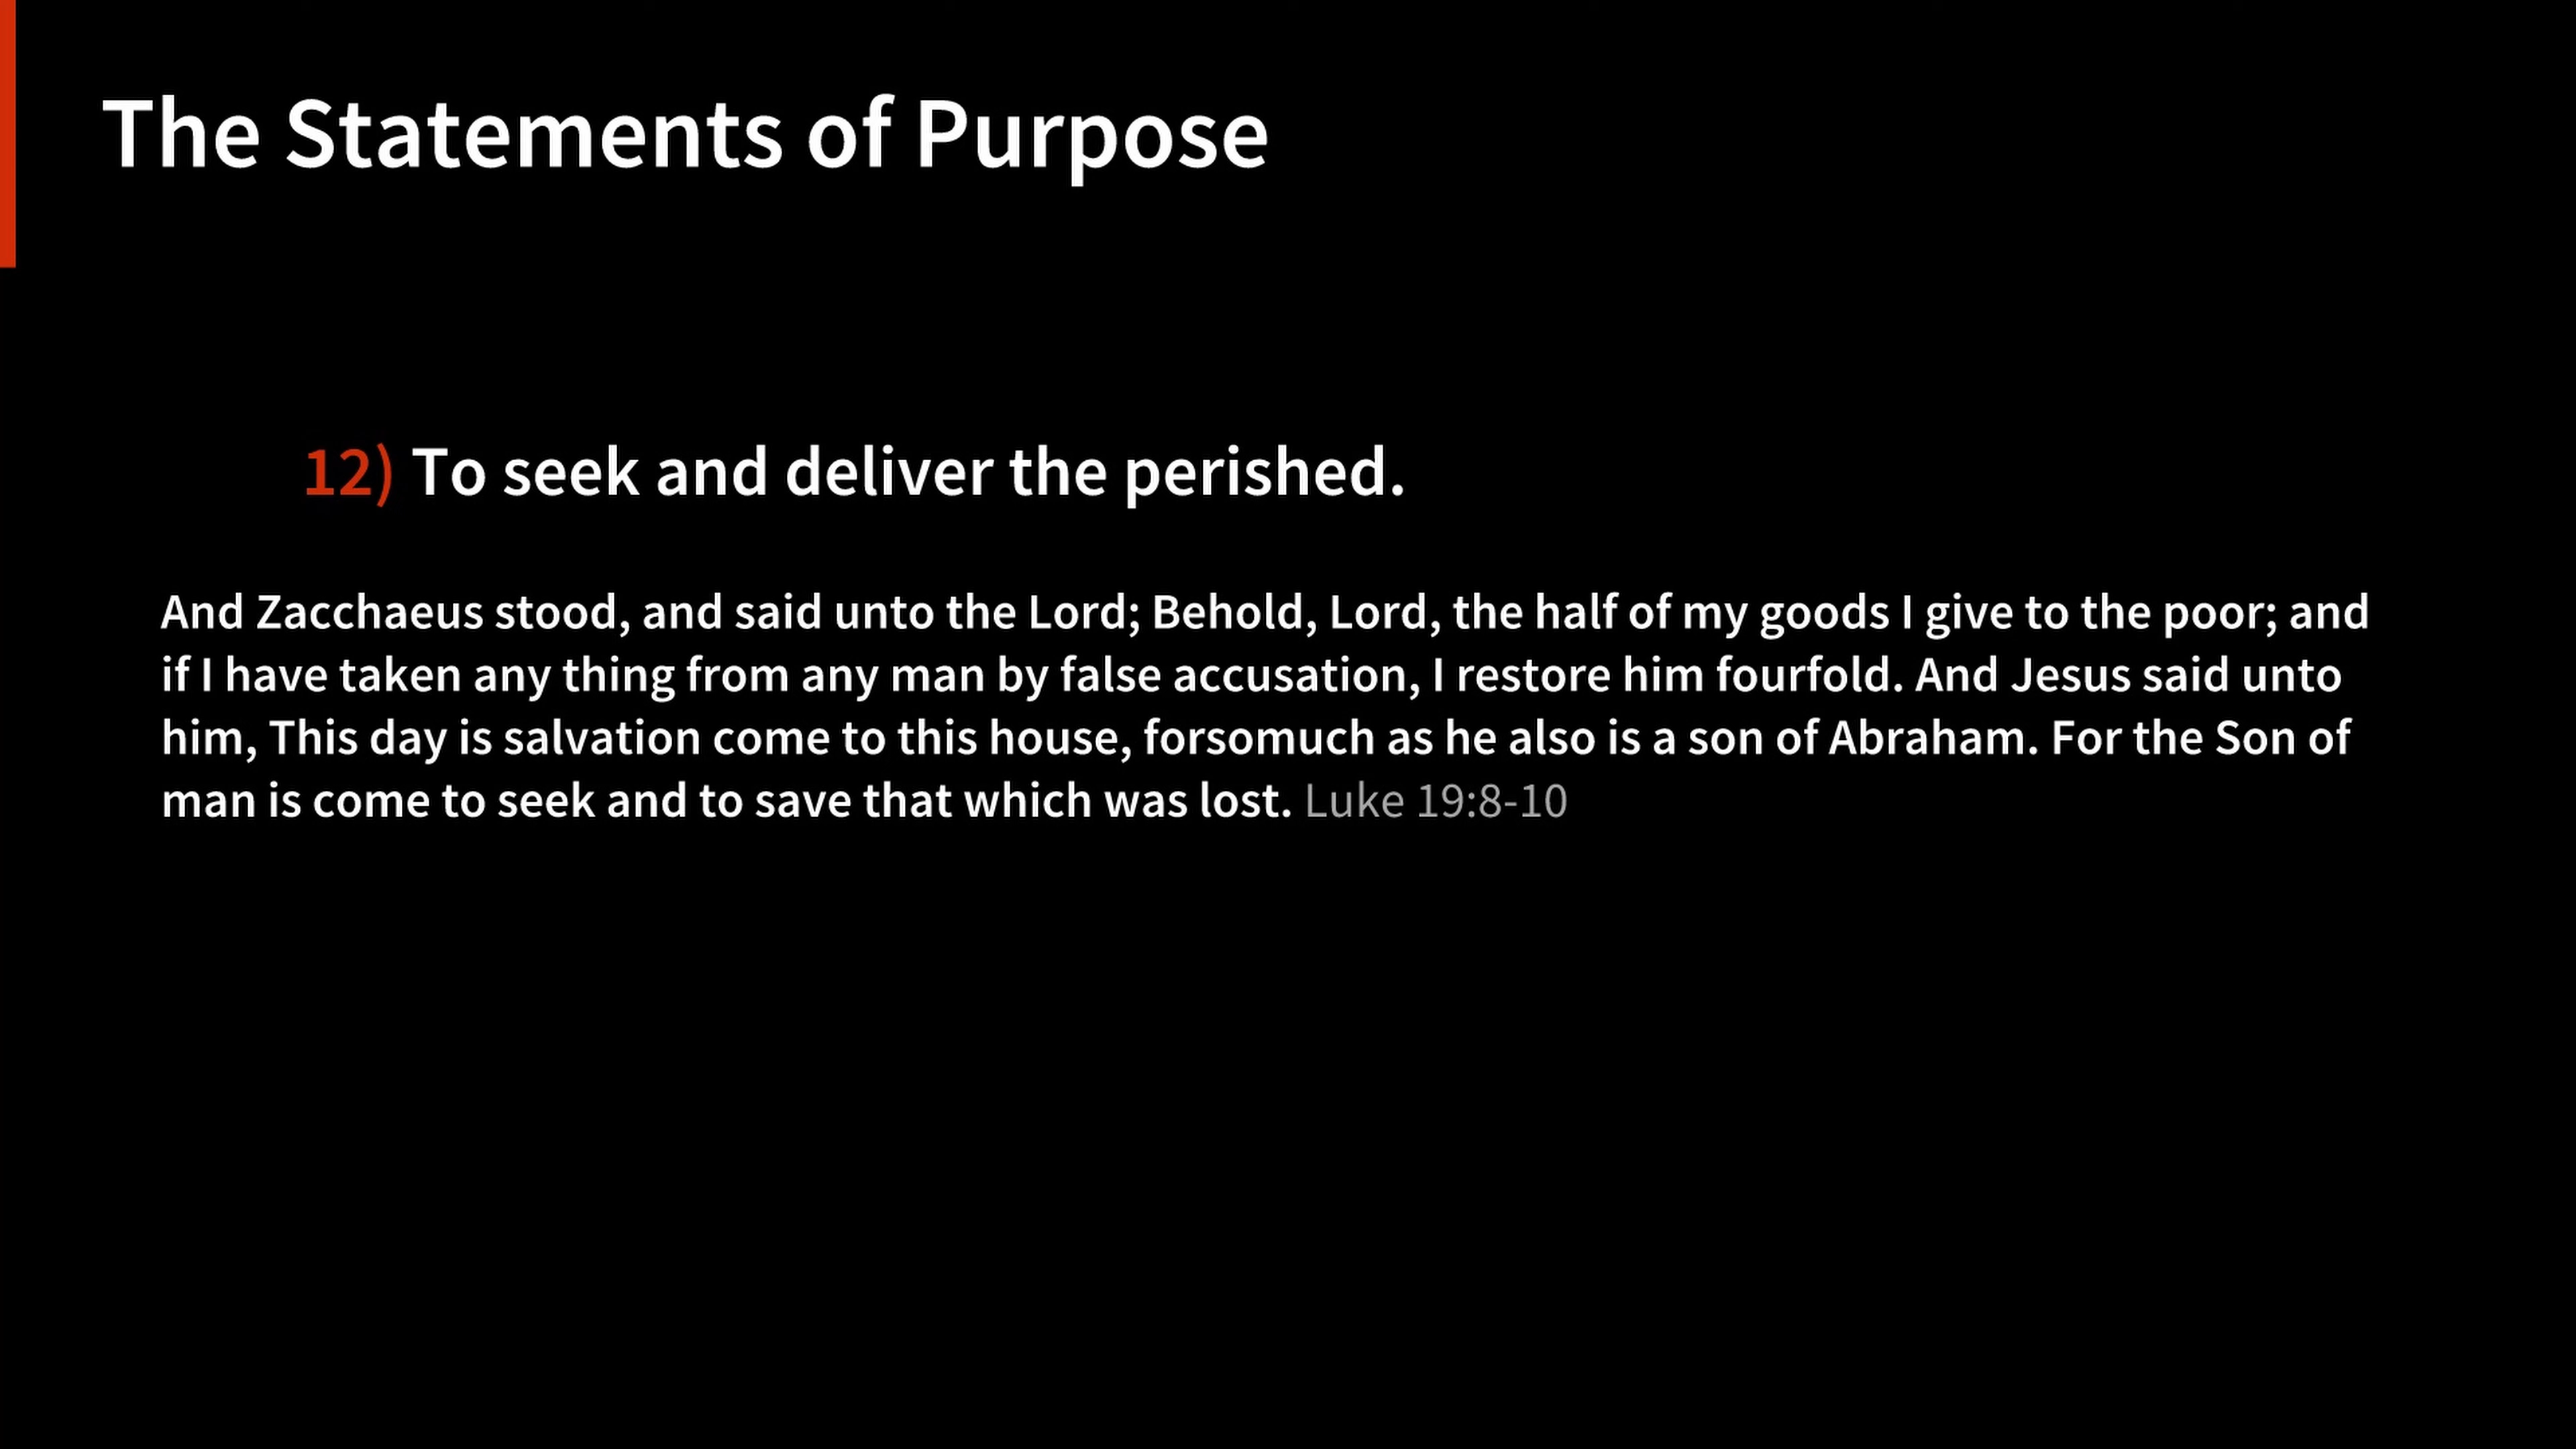 The Statements of Purpose
12) To seek and deliver the perished.
And Zacchaeus stood, and said unto the Lord; Behold, Lord, the half of my goods I give to the poor; and
if I have taken any thing from any man by false accusation, I restore him fourfold. And Jesus said unto
him, This day is salvation come to this house, forsomuch as he also is a son of Abraham. For the Son of
man is come to seek and to save that which was lost. Luke 19:8-10